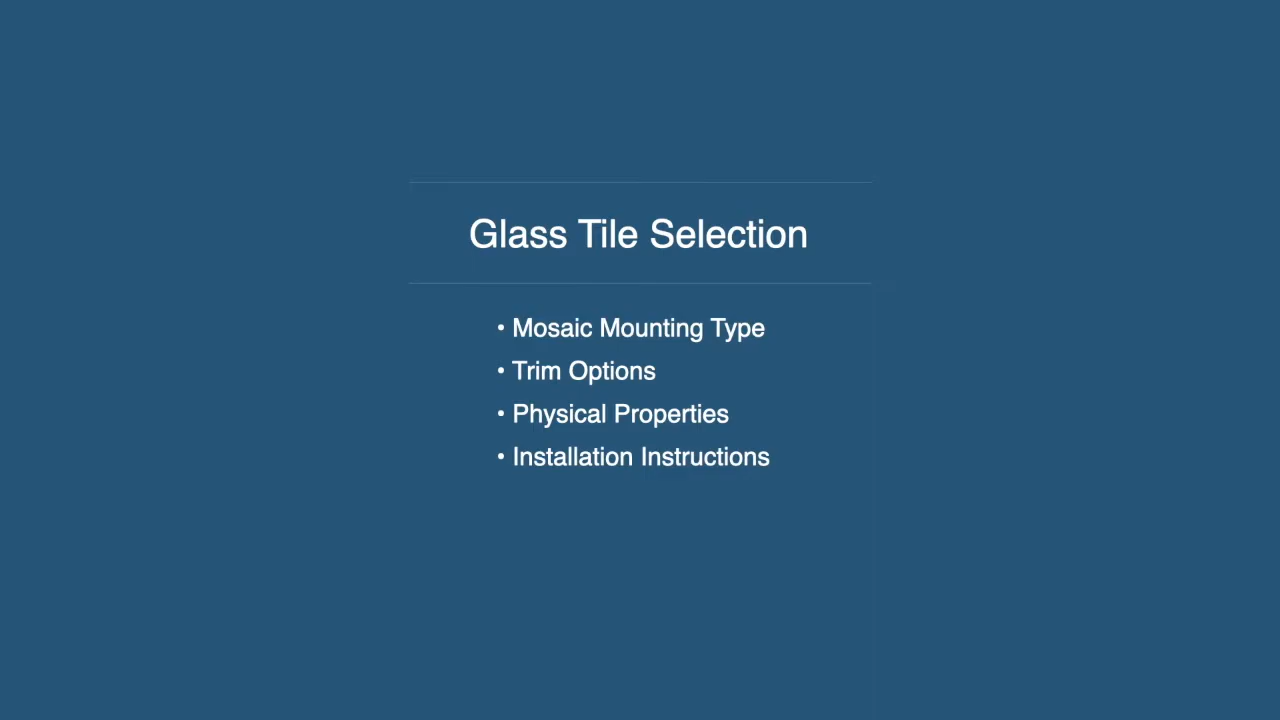 Glass Tile Selection
• Mosaic Mounting Type
• Trim Options
• Physical Properties
• Installation Instructions